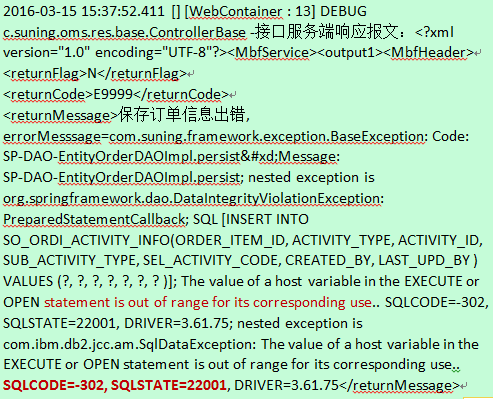 2016-03-15 15:37:52.411  [] [WebContainer : 13] DEBUG
c.suning.oms.res.base.ControllerBase -接口服务端响应报文：<?xml
version="1.0" encoding="UTF-8"?><MbfService><output1><MbfHeader>
<returnFlag>N</returnFlag>
<returnCode>E9999</returnCode>
<returnMessage>保存订单信息出错,
errorMesssage=com.suning.framework.exception.BaseException: Code:
SP-DAO-EntityOrderDAOImpl.persist&#xd;Message:
SP-DAO-EntityOrderDAOImpl.persist; nested exception is
org.springframework.dao.DataIntegrityViolationException:
PreparedStatementCallback; SQL [INSERT INTO
SO_ORDI_ACTIVITY_INFO(ORDER_ITEM_ID, ACTIVITY_TYPE, ACTIVITY_ID,
SUB_ACTIVITY_TYPE, SEL_ACTIVITY_CODE, CREATED_BY, LAST_UPD_BY )
VALUES (?, ?, ?, ?, ?, ?, ? )]; The value of a host variable in the EXECUTE or
OPEN statement is out of range for its corresponding use.. SQLCODE=-302,
SQLSTATE=22001, DRIVER=3.61.75; nested exception is
com.ibm.db2.jcc.am.SqlDataException: The value of a host variable in the
EXECUTE or OPEN statement is out of range for its corresponding use..
SQLCODE=-302, SQLSTATE=22001, DRIVER=3.61.75</returnMessage>